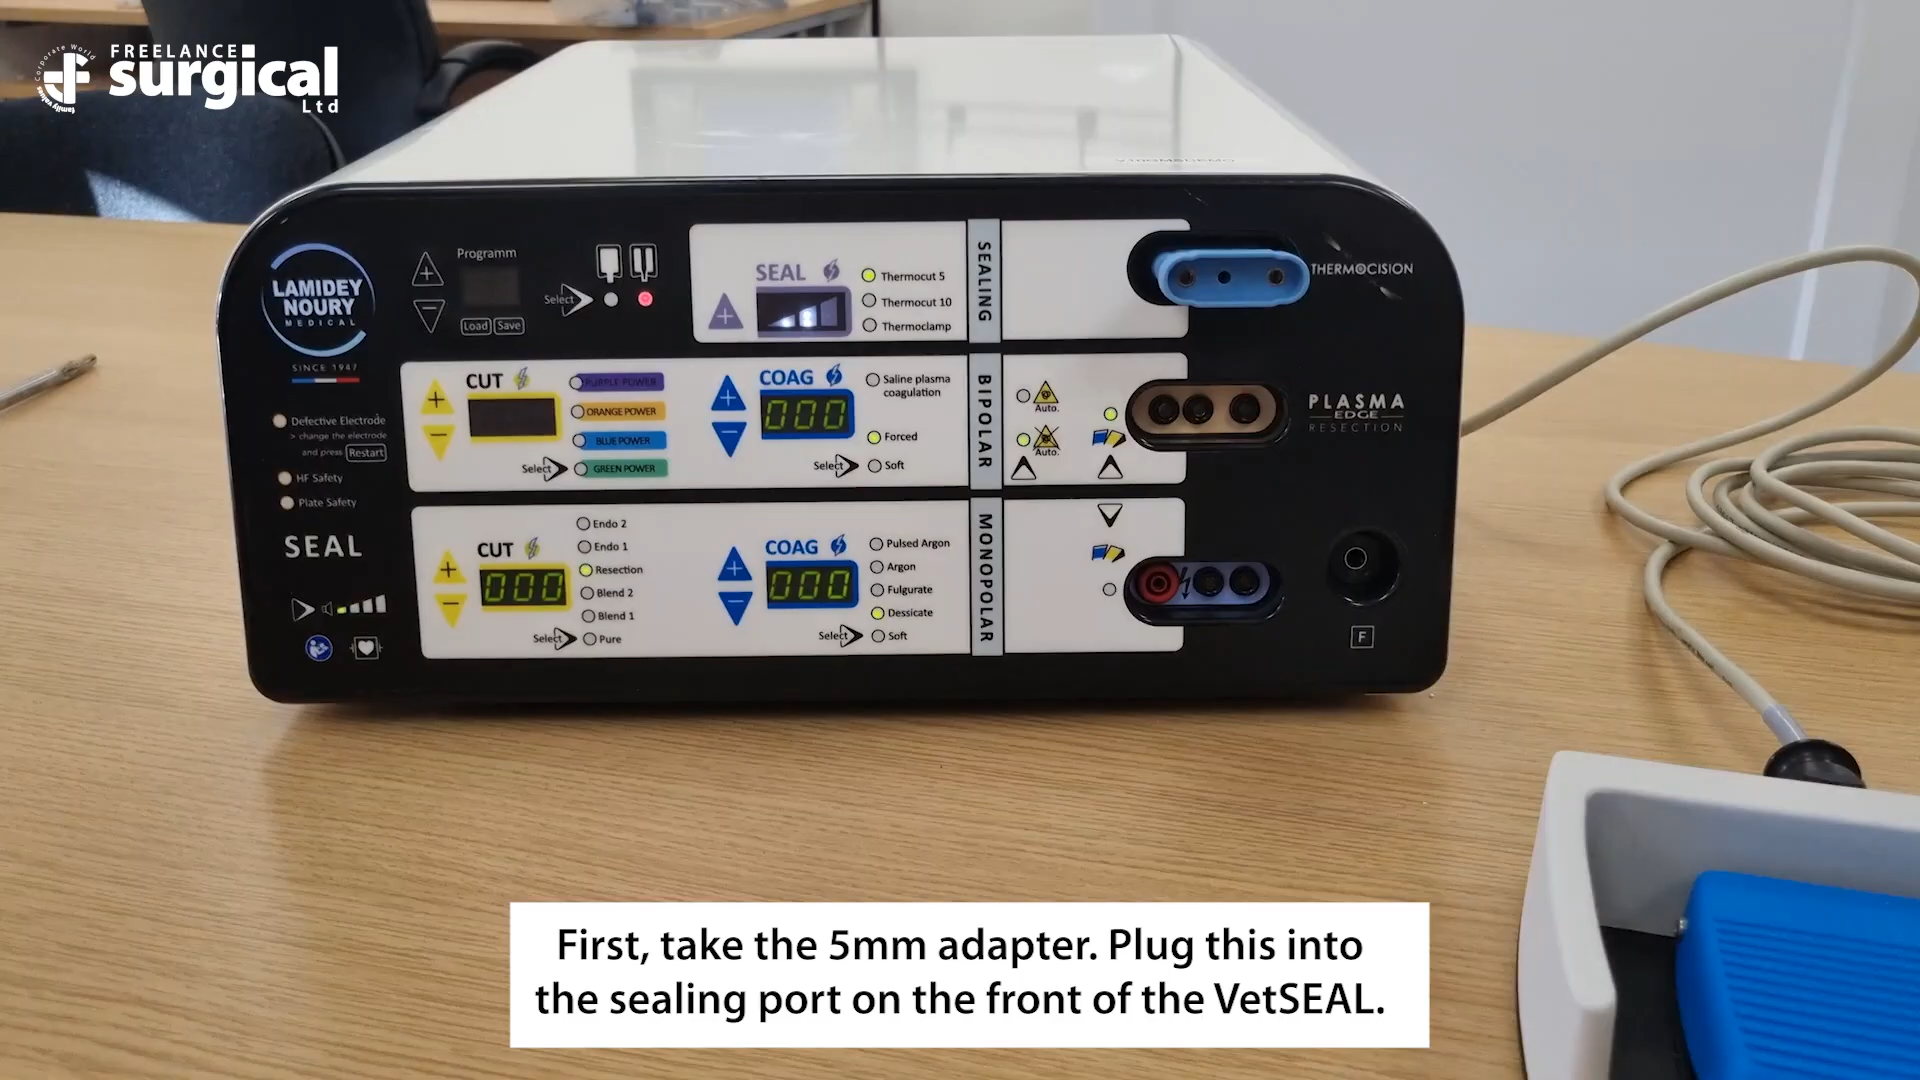 FREELANCE
surgical
Ltd
Corporate World
family values
LAMIDEY
NOURY
MEDICAL
SINCE 1947
Programm
Select
Load Save
SEAL
Thermocut 5
Thermocut 10
Thermoclamp
SEALING
THERMOCISION
Defective Electrode
> change the electrode
and press Restart
HF Safety
Plate Safety
SEAL
CUT
PURPLE POWER
ORANGE POWER
BLUE POWER
Select GREEN POWER
COAG
000
Saline plasma
coagulation
Forced
Select Soft
BIPOLAR
Auto.
Auto.
PLASMA
EDGE
RESECTION
CUT
000
Endo 2
Endo 1
Resection
Blend 2
Blend 1
Select Pure
COAG
000
Pulsed Argon
Argon
Fulgurate
Dessicate
Select Soft
MONOPOLAR
F
First, take the 5mm adapter. Plug this into
the sealing port on the front of the VetSEAL.